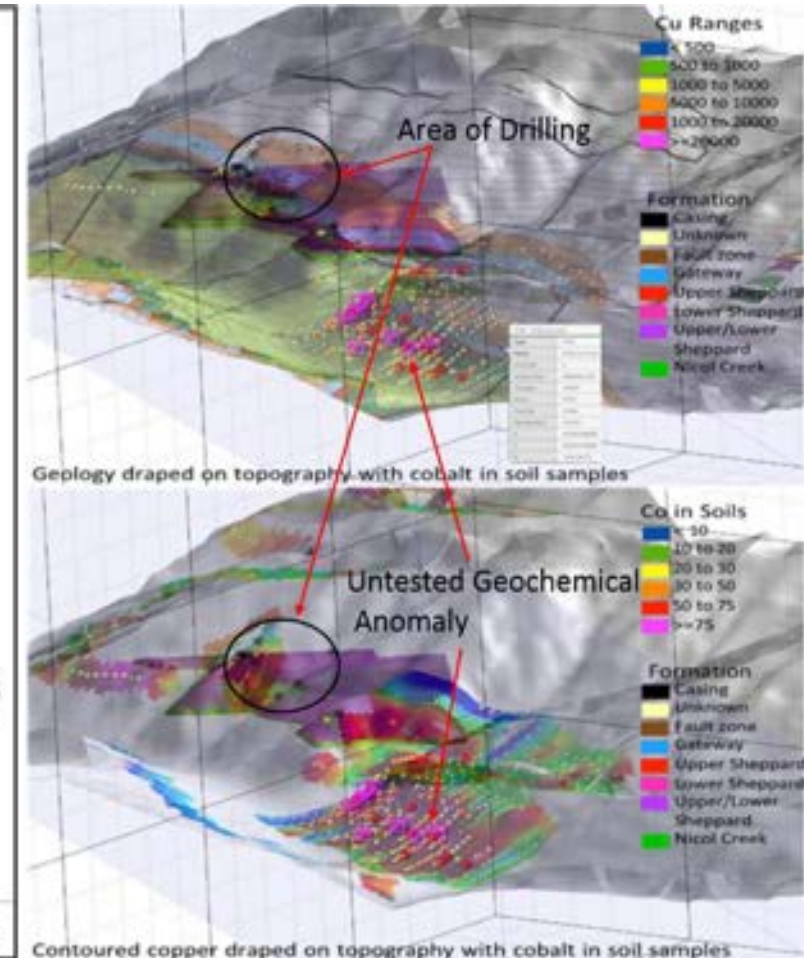 Cu Ranges
< 500
500 to 1000
1000 to 5000
5000 to 10000
1000 to 20000
>=20000
Area of Drilling
Formation
Casing
Unknown
Fault zone
Gateway
Upper Sheppard
Lower Sheppard
Upper/Lower
Sheppard
Nicol Creek
Geology draped on topography with cobalt in soil samples
Co in Soils
< 10
10 to 20
20 to 30
30 to 50
50 to 75
>=75
Untested Geochemical
Anomaly
Formation
Casing
Unknown
Fault zone
Gateway
Upper Sheppard
Lower Sheppard
Upper/Lower
Sheppard
Nicol Creek
Contoured copper draped on topography with cobalt in soil samples